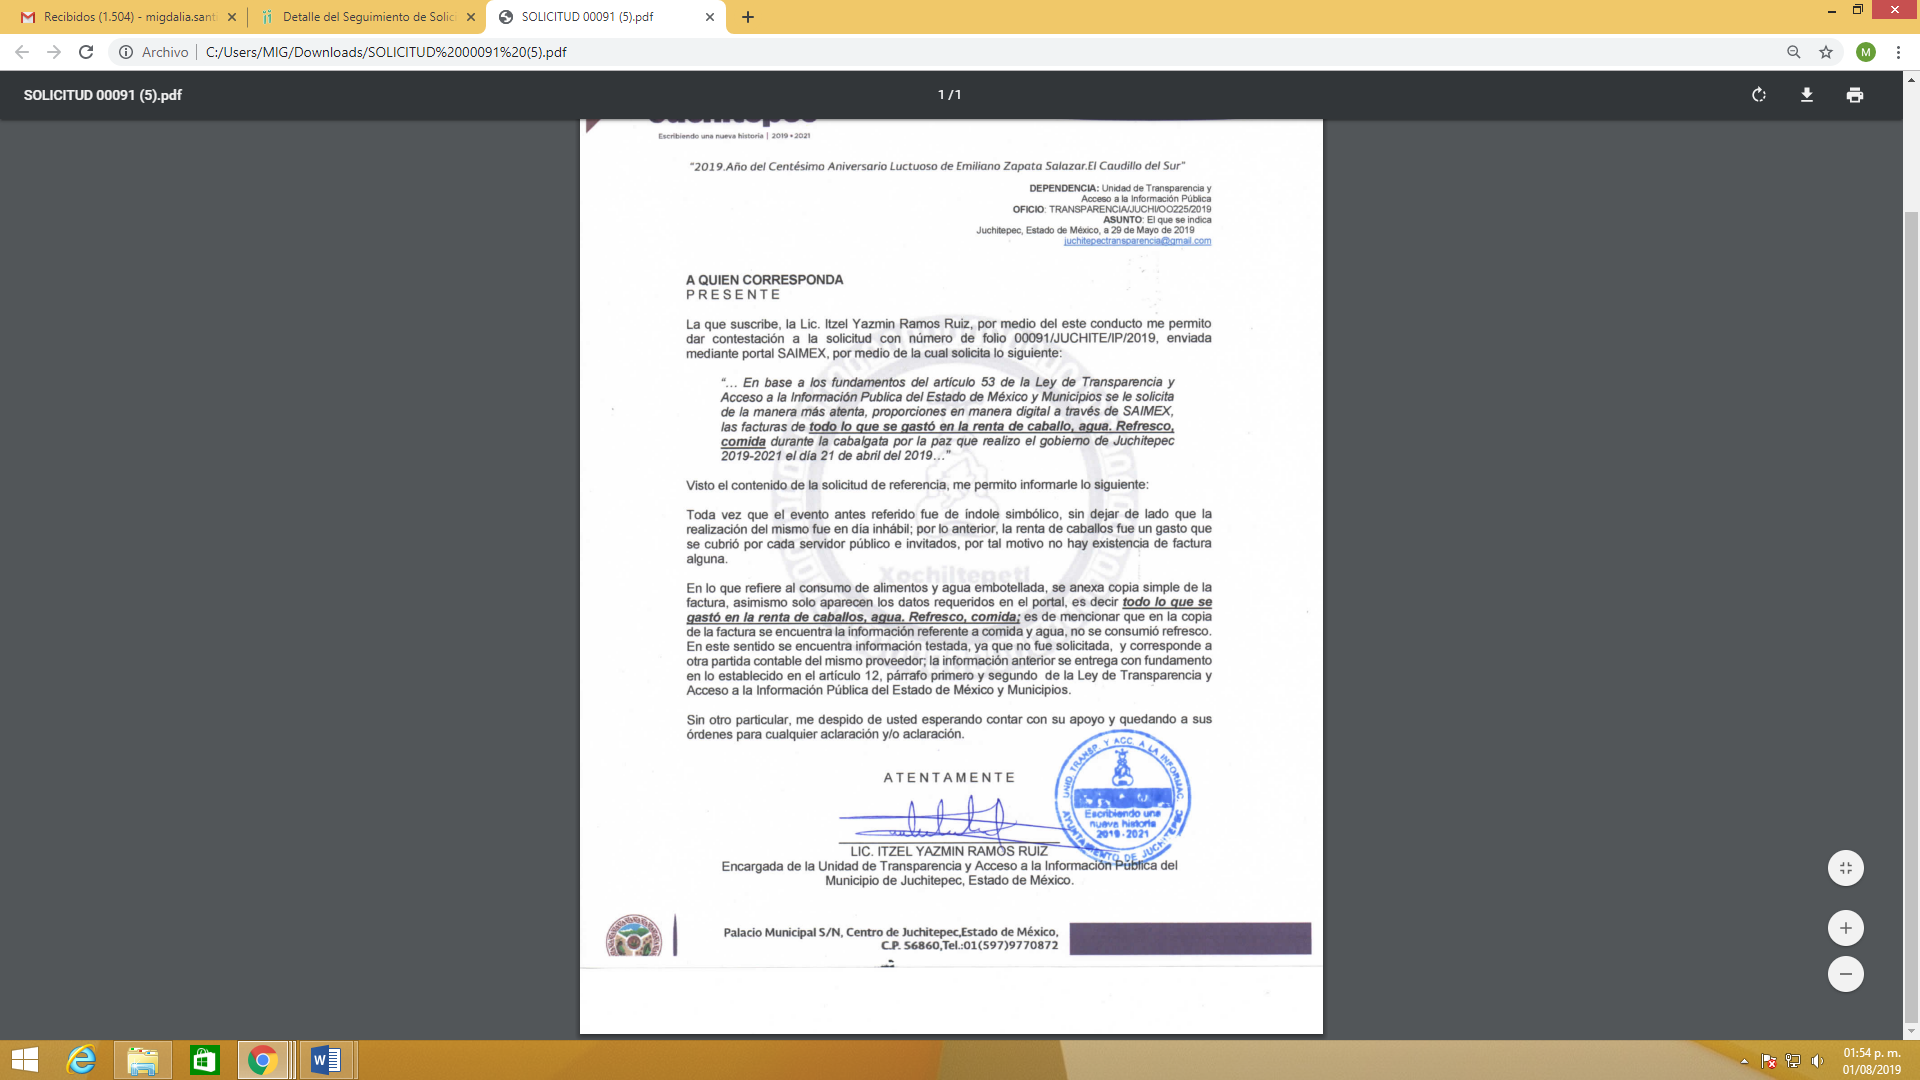 Recibidos (1.504) - migdalia.santi
Detalle del Seguimiento de Solici
SOLICITUD 00091 (5).pdf
Archivo
C:/Users/MIG/Downloads/SOLICITUD%2000091%20(5).pdf
M
SOLICITUD 00091 (5).pdf
1 / 1
Escribiendo una nueva historia | 2019 • 2021
"2019.Año del Centésimo Aniversario Luctuoso de Emiliano Zapata Salazar.El Caudillo del Sur"
DEPENDENCIA: Unidad de Transparencia y
Acceso a la Información Pública
OFICIO: TRANSPARENCIA/JUCHI/OO225/2019
ASUNTO: El que se indica
Juchitepec, Estado de México, a 29 de Mayo de 2019
juchitepectransparencia@gmail.com
A QUIEN CORRESPONDA
P R E S E N T E
La que suscribe, la Lic. Itzel Yazmin Ramos Ruiz, por medio del este conducto me permito
dar contestación a la solicitud con número de folio 00091/JUCHITE/IP/2019, enviada
mediante portal SAIMEX, por medio de la cual solicita lo siguiente:
"… En base a los fundamentos del artículo 53 de la Ley de Transparencia y
Acceso a la Información Publica del Estado de México y Municipios se le solicita
de la manera más atenta, proporciones en manera digital a través de SAIMEX,
las facturas de todo lo que se gastó en la renta de caballo, agua. Refresco,
comida durante la cabalgata por la paz que realizo el gobierno de Juchitepec
2019-2021 el día 21 de abril del 2019…"
Visto el contenido de la solicitud de referencia, me permito informarle lo siguiente:
Toda vez que el evento antes referido fue de índole simbólico, sin dejar de lado que la
realización del mismo fue en día inhábil; por lo anterior, la renta de caballos fue un gasto que
se cubrió por cada servidor público e invitados, por tal motivo no hay existencia de factura
alguna.
Xochiltepetl
En lo que refiere al consumo de alimentos y agua embotellada, se anexa copia simple de la
factura, asimismo solo aparecen los datos requeridos en el portal, es decir todo lo que se
gastó en la renta de caballos, agua. Refresco, comida; es de mencionar que en la copia
de la factura se encuentra la información referente a comida y agua, no se consumió refresco.
En este sentido se encuentra información testada, ya que no fue solicitada, y corresponde a
otra partida contable del mismo proveedor; la información anterior se entrega con fundamento
en lo establecido en el artículo 12, párrafo primero y segundo de la Ley de Transparencia y
Acceso a la Información Pública del Estado de México y Municipios.
Sin otro particular, me despido de usted esperando contar con su apoyo y quedando a sus
órdenes para cualquier aclaración y/o aclaración.
A T E N T A M E N T E
UNID. TRANSP. Y ACC. A LA INFORMAC.
Escribiendo una
nueva historia
2019-2021
AYUNTAMIENTO DE JUCHITEPEC
LIC. ITZEL YAZMIN RAMOS RUIZ
Encargada de la Unidad de Transparencia y Acceso a la Información Pública del
Municipio de Juchitepec, Estado de México.
Palacio Municipal S/N, Centro de Juchitepec,Estado de México,
C.P. 56860,Tel.:01(597)9770872
01:54 p. m.
01/08/2019